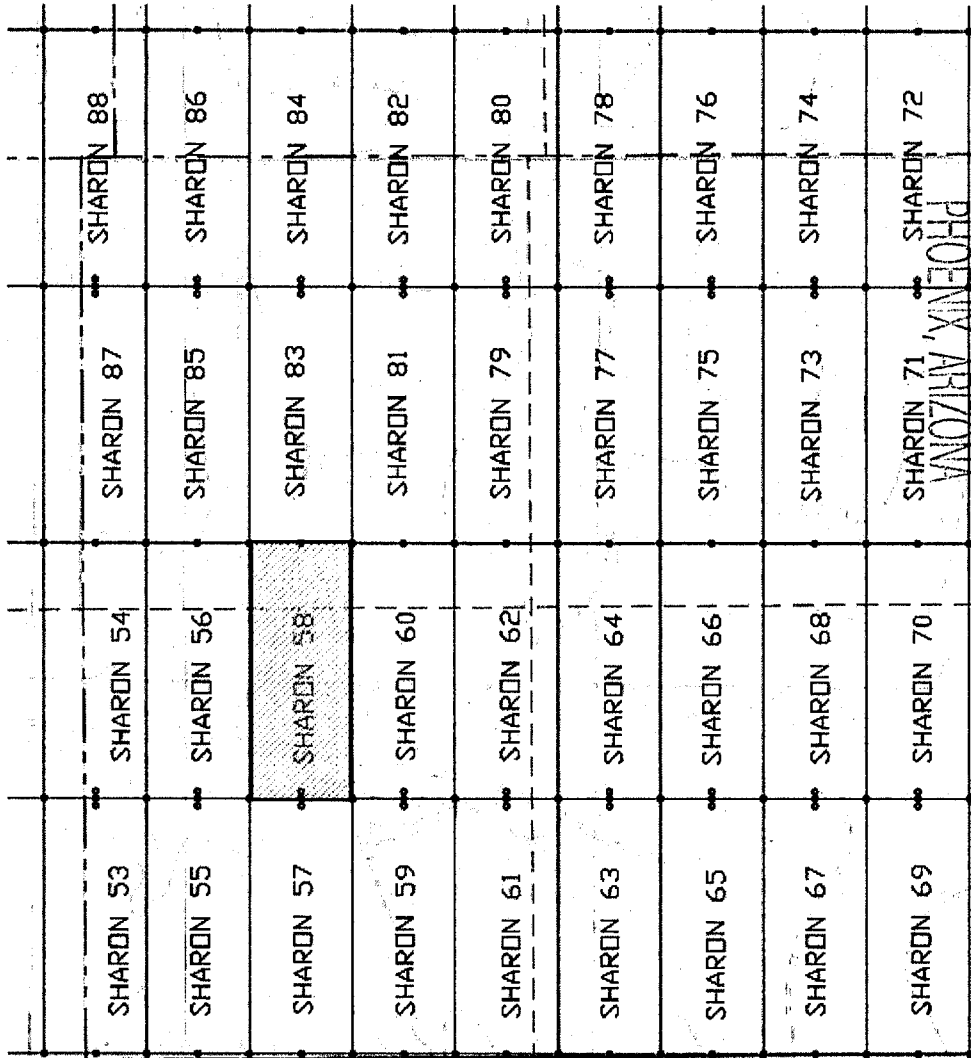 SHARON 88
SHARON 86
SHARON 84
SHARON 82
SHARON 80
SHARON 78
SHARON 76
SHARON 74
SHARON 72
PHOENIX, ARIZONA
SHARON 87
SHARON 85
SHARON 83
SHARON 81
SHARON 79
SHARON 77
SHARON 75
SHARON 73
SHARON 71
SHARON 54
SHARON 56
SHARON 58
SHARON 60
SHARON 62
SHARON 64
SHARON 66
SHARON 68
SHARON 70
SHARON 53
SHARON 55
SHARON 57
SHARON 59
SHARON 61
SHARON 63
SHARON 65
SHARON 67
SHARON 69